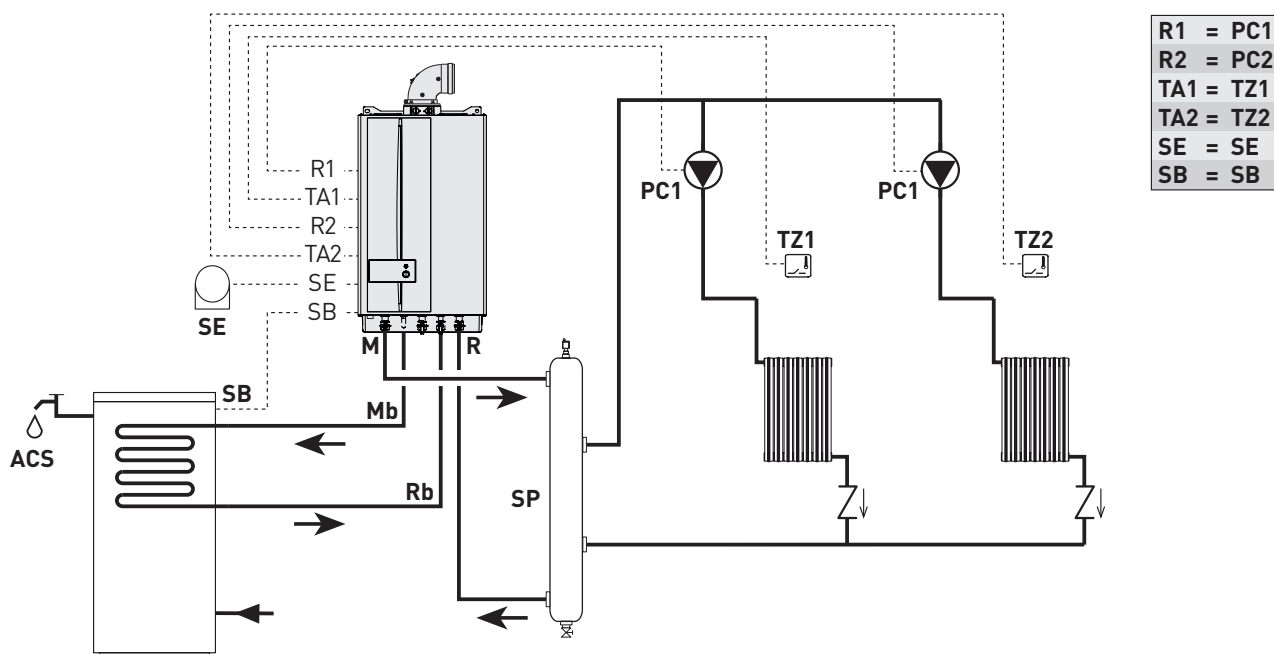 R1 = PC1
R2 = PC2
TA1 = TZ1
TA2 = TZ2
SE = SE
SB = SB
R1
TA1
R2
TA2
SE
SB
PC1
PC1
TZ1
TZ2
SE
M
R
SB
Mb
ACS
Rb
SP